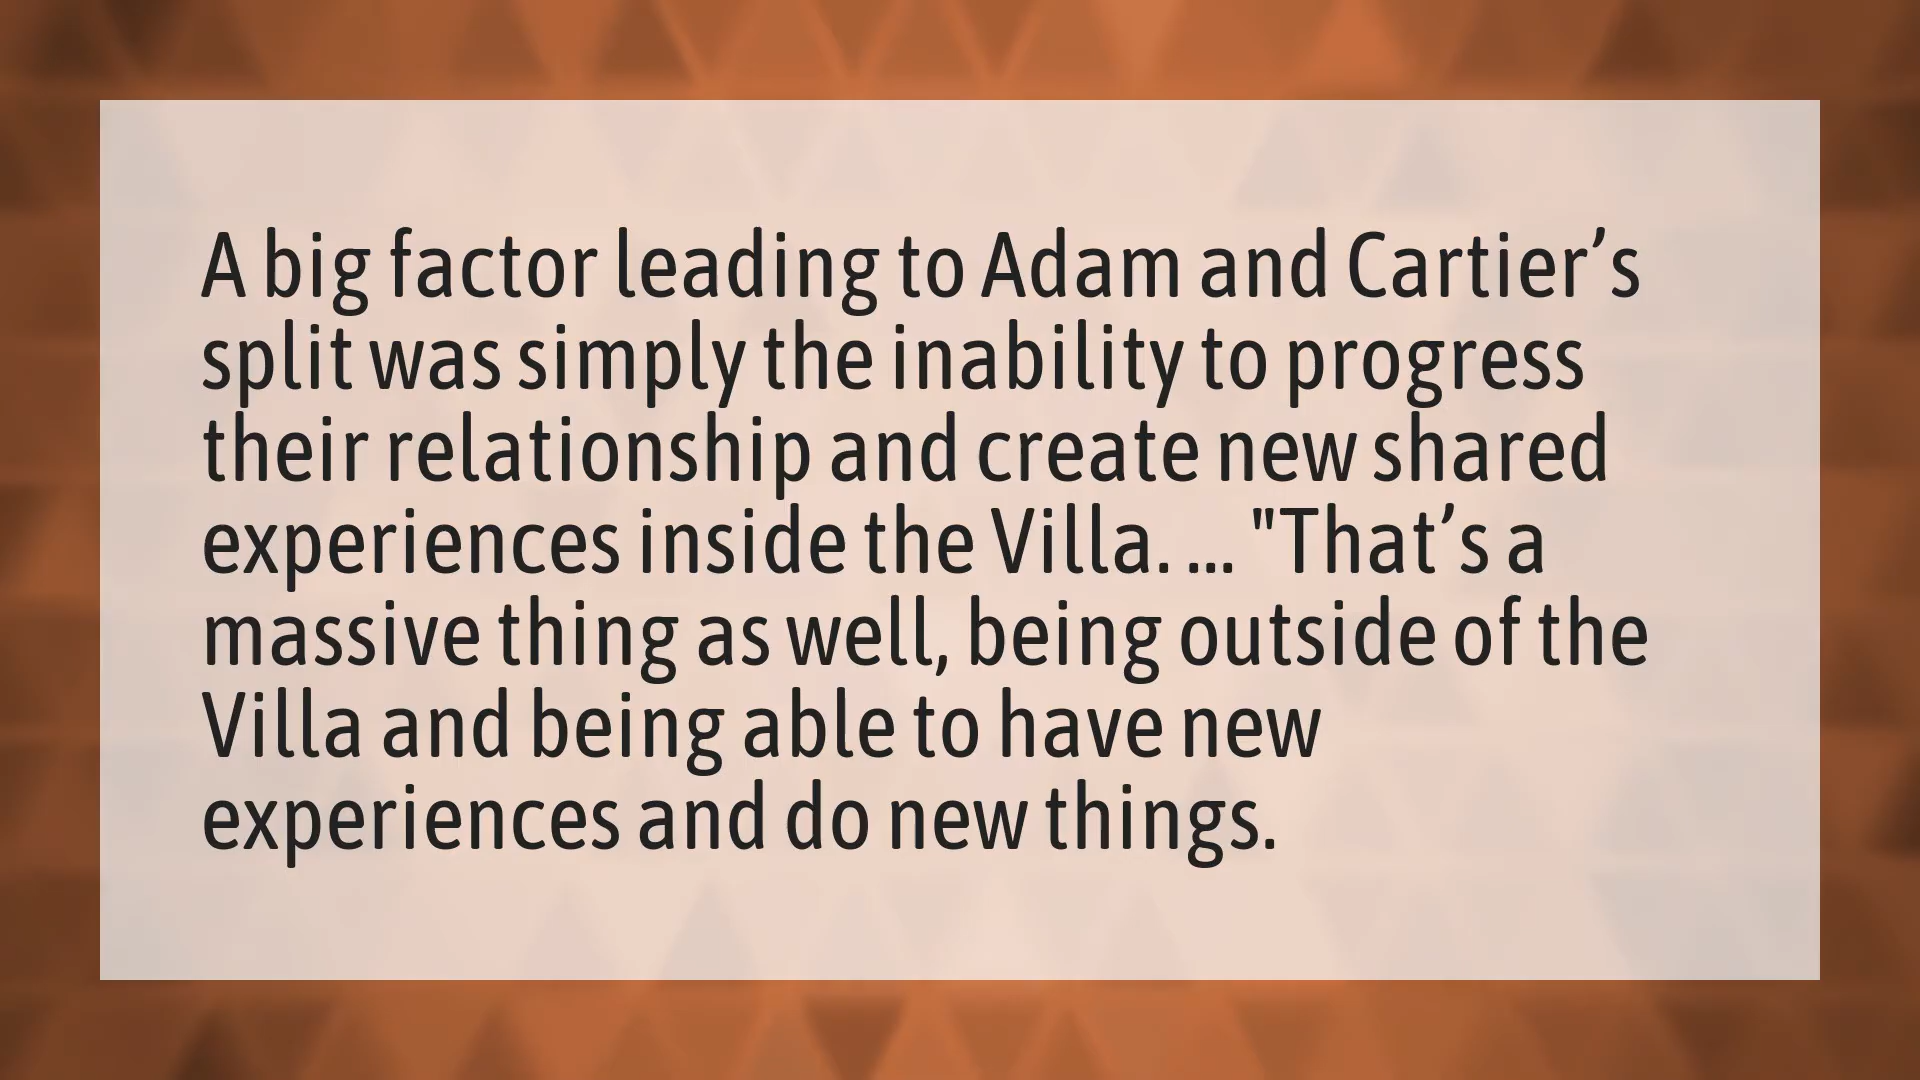 A big factor leading to Adam and Cartier’s
split was simply the inability to progress
their relationship and create new shared
experiences inside the Villa. ... "That’s a
massive thing as well, being outside of the
Villa and being able to have new
experiences and do new things.